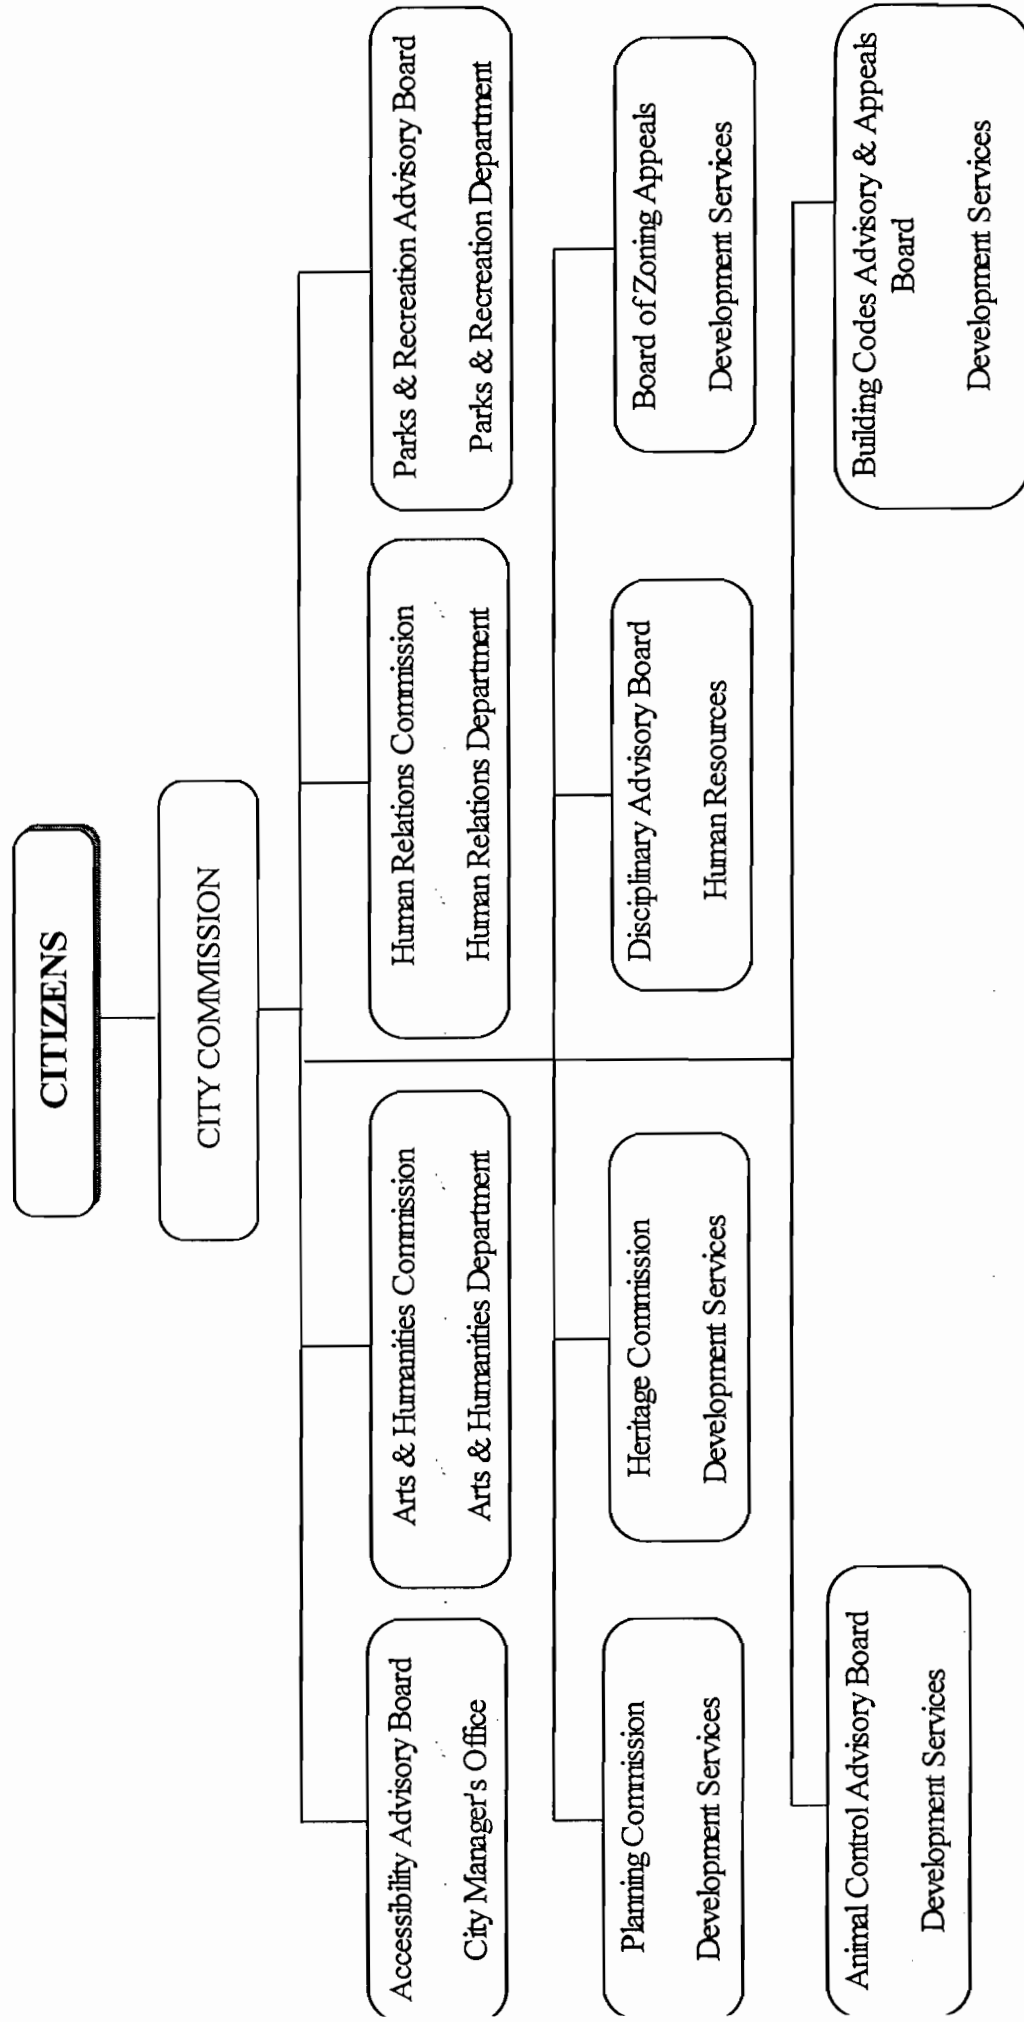 CITIZENS
CITY COMMISSION
Accessibility Advisory Board
City Manager's Office
Arts & Humanities Commission
Arts & Humanities Department
Human Relations Commission
Human Relations Department
Parks & Recreation Advisory Board
Parks & Recreation Department
Planning Commission
Development Services
Heritage Commission
Development Services
Disciplinary Advisory Board
Human Resources
Board of Zoning Appeals
Development Services
Animal Control Advisory Board
Development Services
Building Codes Advisory & Appeals
Board
Development Services